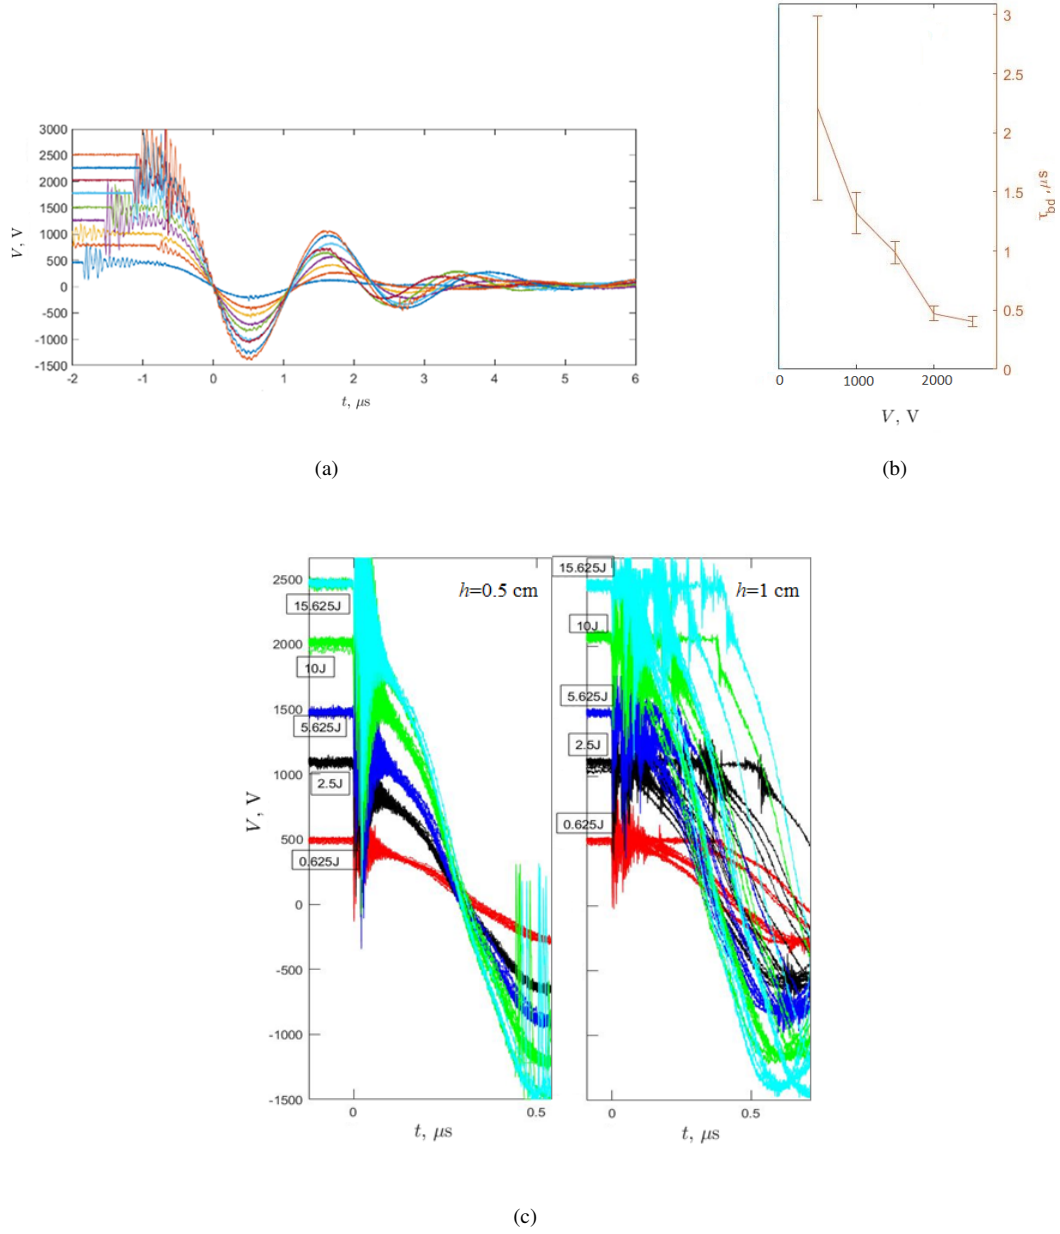 3000
2500
2000
1500
1000
500
0
-500
-1000
-1500
V, V
-2
-1
0
1
2
3
4
5
6
t, μs
(a)
3
2.5
2
1.5
1
0.5
0
τbd, μs
0
1000
2000
V, V
(b)
h=0.5 cm
2500
2000
1500
1000
500
0
-500
-1000
-1500
V, V
15.625J
10J
5.625J
2.5J
0.625J
0
0.5
t, μs
h=1 cm
15.625J
10J
5.625J
2.5J
0.625J
0
0.5
t, μs
(c)